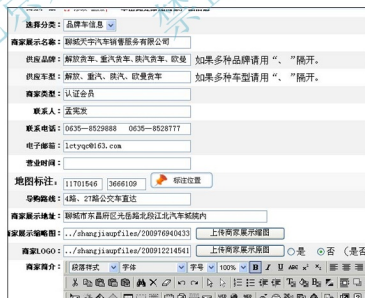 选择分类：品牌车信息
商家展示名称：聊城天宇汽车销售服务有限公司
供应品牌：解放货车、重汽货车、陕汽货车、欧曼 如果多种品牌请用“、 ”隔开。
供应车型：解放、重汽、陕汽、欧曼货车 如果多种车型请用“、 ”隔开。
商家类型：认证会员
联系人：孟宪发
联系电话：0635—8529888 0635—8528777
电子邮箱：lctyqc@163.com
营业时间：
地图标注： 11701546 3666109 标注位置
导购路线：4路、27路公交车直达
商家展示地址：聊城市东昌府区光岳路北段江北汽车城院内
商家展示缩略图：../shangjiaupfiles/200976940433 上传商家展示缩图
商家LOGO：../shangjiaupfiles/200912214541 上传商家展示原图 ○是 ⊙否 （是否
商家简介： 段落样式 字体 字号 100% B I U ABC x² x₂